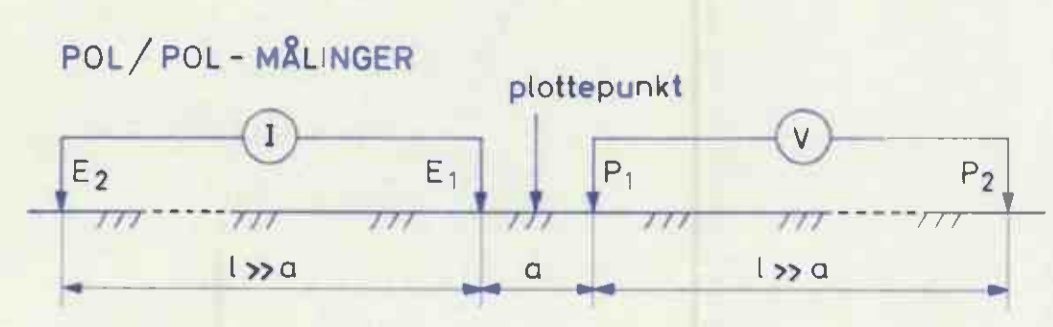 POL / POL - MÅLINGER
plottepunkt
I V
E2 E1 P1 P2
l >> a a l >> a